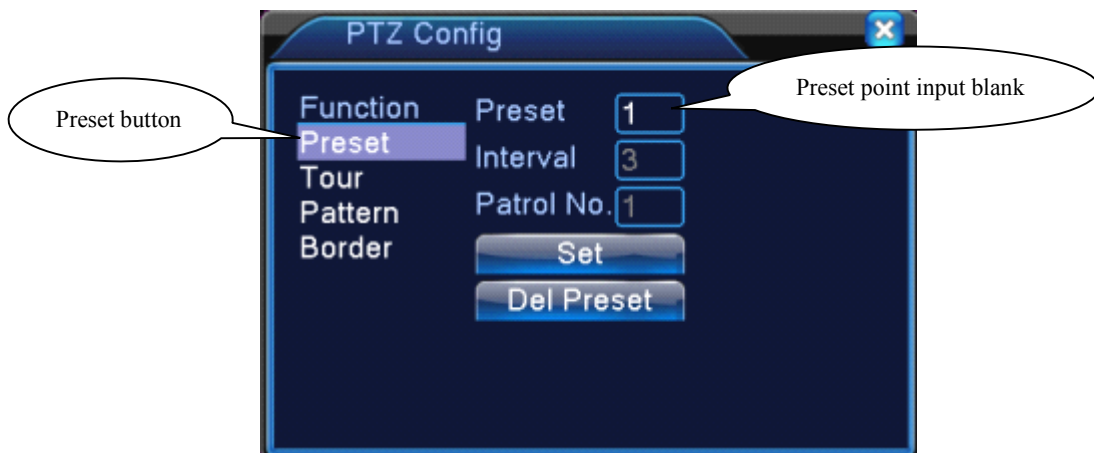 PTZ Config
Preset point input blank
Preset button
Function
Preset
Tour
Pattern
Border
Preset 1
Interval 3
Patrol No. 1
Set
Del Preset